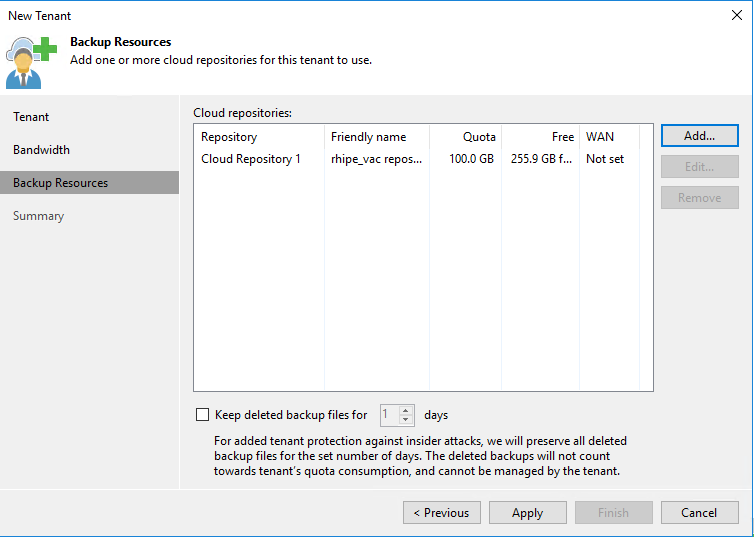 New Tenant
Backup Resources
Add one or more cloud repositories for this tenant to use.
Tenant
Bandwidth
Backup Resources
Summary
Cloud repositories:
Repository Friendly name Quota Free WAN
Cloud Repository 1 rhipe_vac repos... 100.0 GB 255.9 GB f... Not set
Add...
Edit...
Remove
Keep deleted backup files for 1 days
For added tenant protection against insider attacks, we will preserve all deleted
backup files for the set number of days. The deleted backups will not count
towards tenant's quota consumption, and cannot be managed by the tenant.
< Previous Apply Finish Cancel